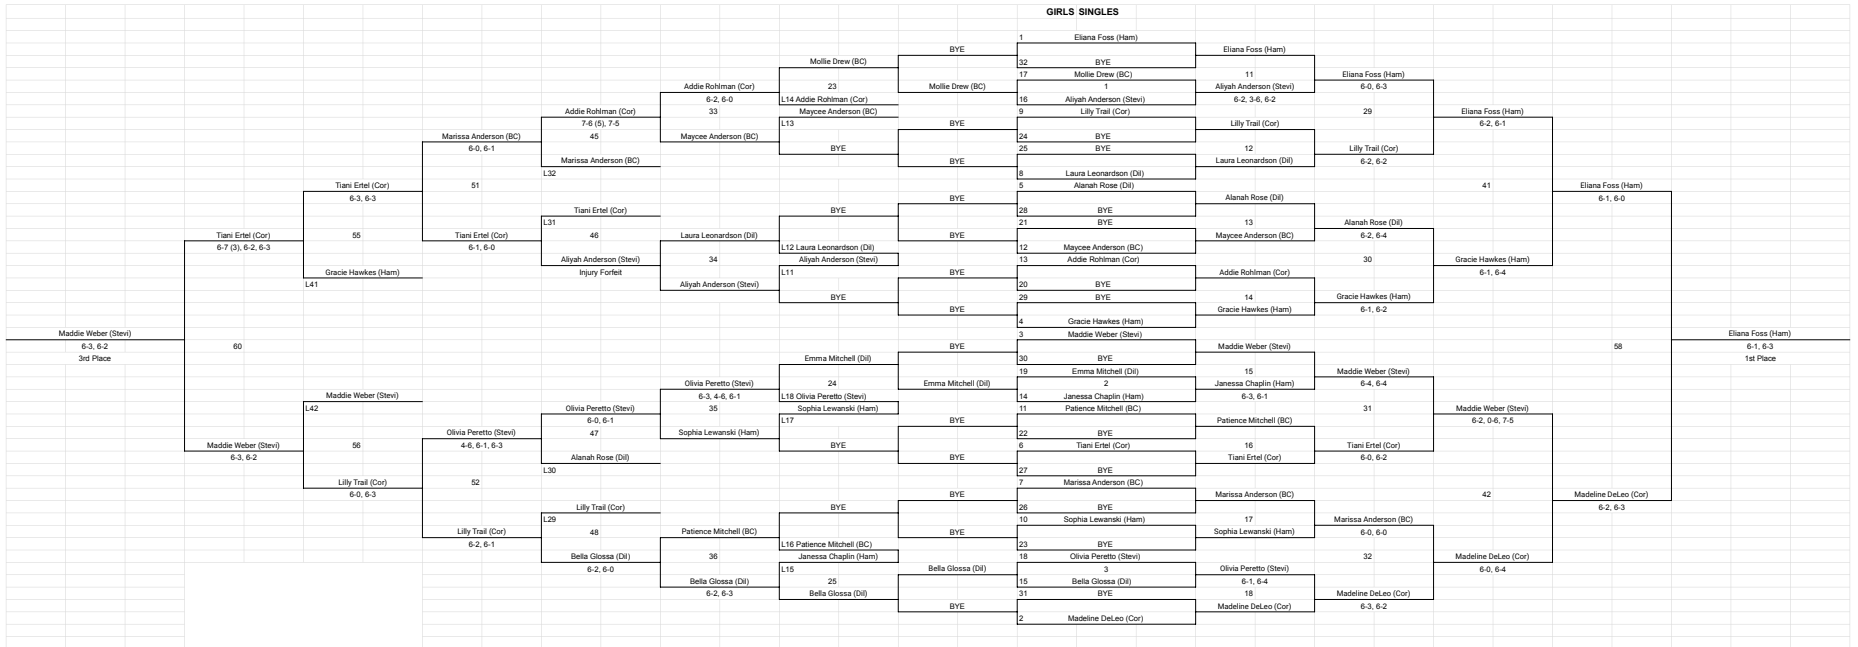 GIRLS SINGLES
1 Eliana Foss (Ham)
BYE Eliana Foss (Ham) Eliana Foss (Ham)
Mollie Drew (BC) 32 BYE
17 Mollie Drew (BC) 11 Eliana Foss (Ham)
Addie Rohlman (Cor) 23 Mollie Drew (BC) 1 Aliyah Anderson (Stevi) 6-0, 6-3
6-2, 6-0 L14 Addie Rohlman (Cor) 16 Aliyah Anderson (Stevi) 6-2, 3-6, 6-2
Addie Rohlman (Cor) 33 Maycee Anderson (BC) 9 Lilly Trail (Cor) 29 Eliana Foss (Ham)
7-6 (5), 7-5 L13 BYE Lilly Trail (Cor) 6-2, 6-1
Marissa Anderson (BC) 45 Maycee Anderson (BC) 24 BYE
6-0, 6-1 BYE 25 BYE 12 Lilly Trail (Cor)
Marissa Anderson (BC) BYE Laura Leonardson (Dil) 6-2, 6-2
L32 8 Laura Leonardson (Dil)
Tiani Ertel (Cor) 51 5 Alanah Rose (Dil) 41 Eliana Foss (Ham)
6-3, 6-3 BYE Alanah Rose (Dil) 6-1, 6-0
Tiani Ertel (Cor) BYE 28 BYE
L31 21 BYE 13 Alanah Rose (Dil)
Tiani Ertel (Cor) 55 Tiani Ertel (Cor) 46 Laura Leonardson (Dil) BYE Maycee Anderson (BC) 6-2, 6-4
6-7 (3), 6-2, 6-3 6-1, 6-0 L12 Laura Leonardson (Dil) 12 Maycee Anderson (BC)
Aliyah Anderson (Stevi) 34 Aliyah Anderson (Stevi) 13 Addie Rohlman (Cor) 30 Gracie Hawkes (Ham)
Gracie Hawkes (Ham) Injury Forfeit L11 BYE Addie Rohlman (Cor) 6-1, 6-4
L41 Aliyah Anderson (Stevi) 20 BYE
BYE 29 BYE 14 Gracie Hawkes (Ham)
BYE Gracie Hawkes (Ham) 6-1, 6-2
4 Gracie Hawkes (Ham)
Maddie Weber (Stevi) 3 Maddie Weber (Stevi) Eliana Foss (Ham)
6-3, 6-2 60 BYE Maddie Weber (Stevi) 58 6-1, 6-3
3rd Place Emma Mitchell (Dil) 30 BYE 1st Place
19 Emma Mitchell (Dil) 15 Maddie Weber (Stevi)
Olivia Peretto (Stevi) 24 Emma Mitchell (Dil) 2 Janessa Chaplin (Ham) 6-4, 6-4
Maddie Weber (Stevi) 6-3, 4-6, 6-1 L18 Olivia Peretto (Stevi) 14 Janessa Chaplin (Ham) 6-3, 6-1
L42 Olivia Peretto (Stevi) 35 Sophia Lewanski (Ham) 11 Patience Mitchell (BC) 31 Maddie Weber (Stevi)
6-0, 6-1 L17 BYE Patience Mitchell (BC) 6-2, 0-6, 7-5
Olivia Peretto (Stevi) 47 Sophia Lewanski (Ham) 22 BYE
Maddie Weber (Stevi) 56 4-6, 6-1, 6-3 BYE 6 Tiani Ertel (Cor) 16 Tiani Ertel (Cor)
6-3, 6-2 Alanah Rose (Dil) BYE Tiani Ertel (Cor) 6-0, 6-2
L30 27 BYE
Lilly Trail (Cor) 52 7 Marissa Anderson (BC)
6-0, 6-3 BYE Marissa Anderson (BC) 42 Madeline DeLeo (Cor)
Lilly Trail (Cor) BYE 26 BYE 6-2, 6-3
L29 10 Sophia Lewanski (Ham) 17 Marissa Anderson (BC)
Lilly Trail (Cor) 48 Patience Mitchell (BC) BYE Sophia Lewanski (Ham) 6-0, 6-0
6-2, 6-1 L16 Patience Mitchell (BC) 23 BYE
Bella Glossa (Dil) 36 Janessa Chaplin (Ham) 18 Olivia Peretto (Stevi) 32 Madeline DeLeo (Cor)
6-2, 6-0 L15 Bella Glossa (Dil) 3 Olivia Peretto (Stevi) 6-0, 6-4
Bella Glossa (Dil) 25 15 Bella Glossa (Dil) 6-1, 6-4
6-2, 6-3 Bella Glossa (Dil) 31 BYE 18 Madeline DeLeo (Cor)
BYE Madeline DeLeo (Cor) 6-3, 6-2
2 Madeline DeLeo (Cor)